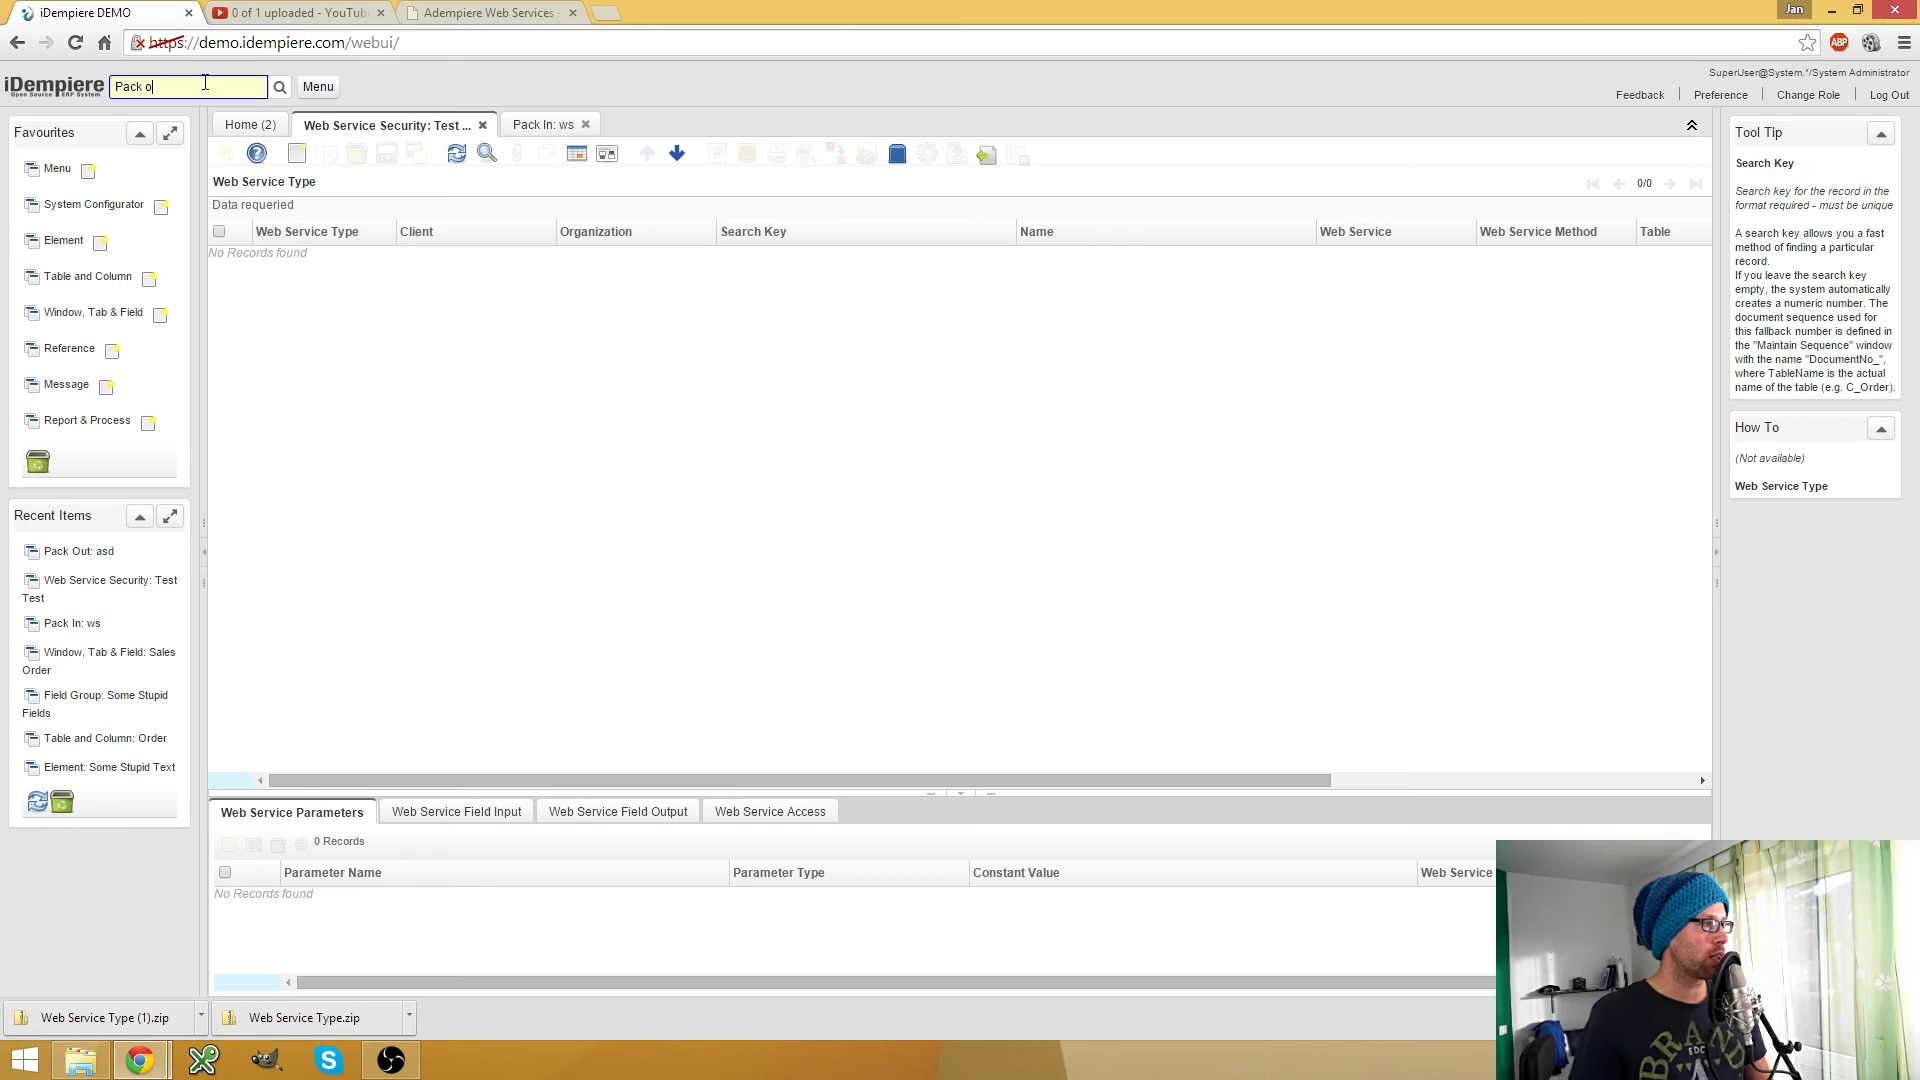 iDempiere DEMO
0 of 1 uploaded - YouTub
Adempiere Web Services -
Jan
https://demo.idempiere.com/webui/
ABP
iDempiere
Open Source ERP System
Pack o
Menu
SuperUser@System.*/System Administrator
Feedback
Preference
Change Role
Log Out
Favourites
Menu
System Configurator
Element
Table and Column
Window, Tab & Field
Reference
Message
Report & Process
Recent Items
Pack Out: asd
Web Service Security: Test
Test
Pack In: ws
Window, Tab & Field: Sales
Order
Field Group: Some Stupid
Fields
Table and Column: Order
Element: Some Stupid Text
Home (2)
Web Service Security: Test ...
Pack In: ws
Web Service Type
0/0
Data requeried
Web Service Type
Client
Organization
Search Key
Name
Web Service
Web Service Method
Table
No Records found
Web Service Parameters
Web Service Field Input
Web Service Field Output
Web Service Access
0 Records
Parameter Name
Parameter Type
Constant Value
Web Service
No Records found
Tool Tip
Search Key
Search key for the record in the
format required - must be unique
A search key allows you a fast
method of finding a particular
record.
If you leave the search key
empty, the system automatically
creates a numeric number. The
document sequence used for
this fallback number is defined in
the "Maintain Sequence" window
with the name "DocumentNo_",
where TableName is the actual
name of the table (e.g. C_Order).
How To
(Not available)
Web Service Type
BRAND
Web Service Type (1).zip
Web Service Type.zip